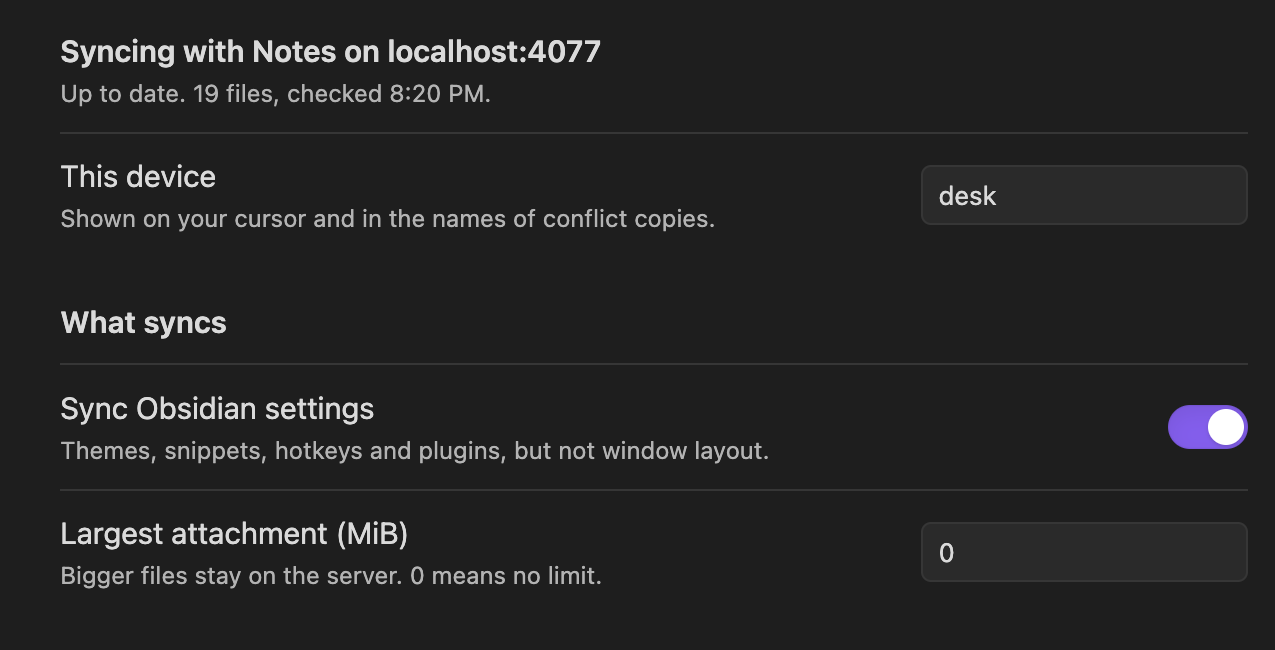 Syncing with Notes on localhost:4077
Up to date. 19 files, checked 8:20 PM.
This device
Shown on your cursor and in the names of conflict copies.
desk
What syncs
Sync Obsidian settings
Themes, snippets, hotkeys and plugins, but not window layout.
Largest attachment (MiB)
Bigger files stay on the server. 0 means no limit.
0